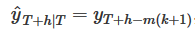 ŷ_{T+h|T} = y_{T+h−m(k+1)}